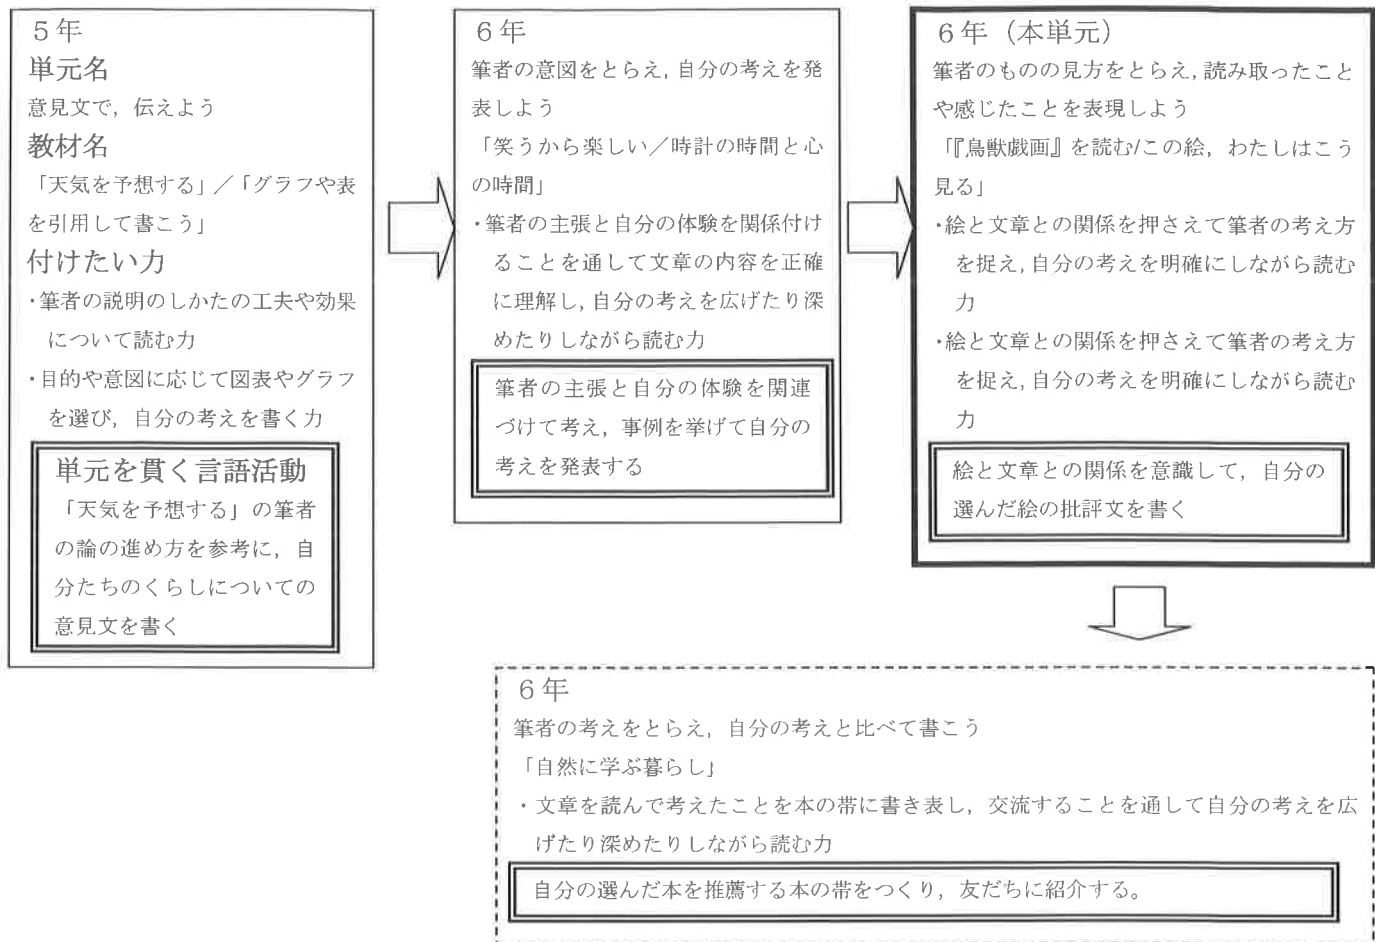 ５年
単元名
意見文で，伝えよう
教材名
「天気を予想する」／「グラフや表
を引用して書こう」
付けたい力
・筆者の説明のしかたの工夫や効果
について読む力
・目的や意図に応じて図表やグラフ
を選び，自分の考えを書く力
単元を貫く言語活動
「天気を予想する」の筆者
の論の進め方を参考に，自
分たちのくらしについての
意見文を書く
６年
筆者の意図をとらえ，自分の考えを発
表しよう
「笑うから楽しい／時計の時間と心
の時間」
・筆者の主張と自分の体験を関係付け
ることを通して文章の内容を正確
に理解し，自分の考えを広げたり深
めたりしながら読む力
筆者の主張と自分の体験を関連
づけて考え，事例を挙げて自分の
考えを発表する
６年（本単元）
筆者のものの見方をとらえ，読み取ったこと
や感じたことを表現しよう
「『鳥獣戯画』を読む/この絵，わたしはこう
見る」
・絵と文章との関係を押さえて筆者の考え方
を捉え，自分の考えを明確にしながら読む
力
・絵と文章との関係を押さえて筆者の考え方
を捉え，自分の考えを明確にしながら読む
力
絵と文章との関係を意識して，自分の
選んだ絵の批評文を書く
６年
筆者の考えをとらえ，自分の考えと比べて書こう
「自然に学ぶ暮らし」
・文章を読んで考えたことを本の帯に書き表し，交流することを通して自分の考えを広
げたり深めたりしながら読む力
自分の選んだ本を推薦する本の帯をつくり，友だちに紹介する。